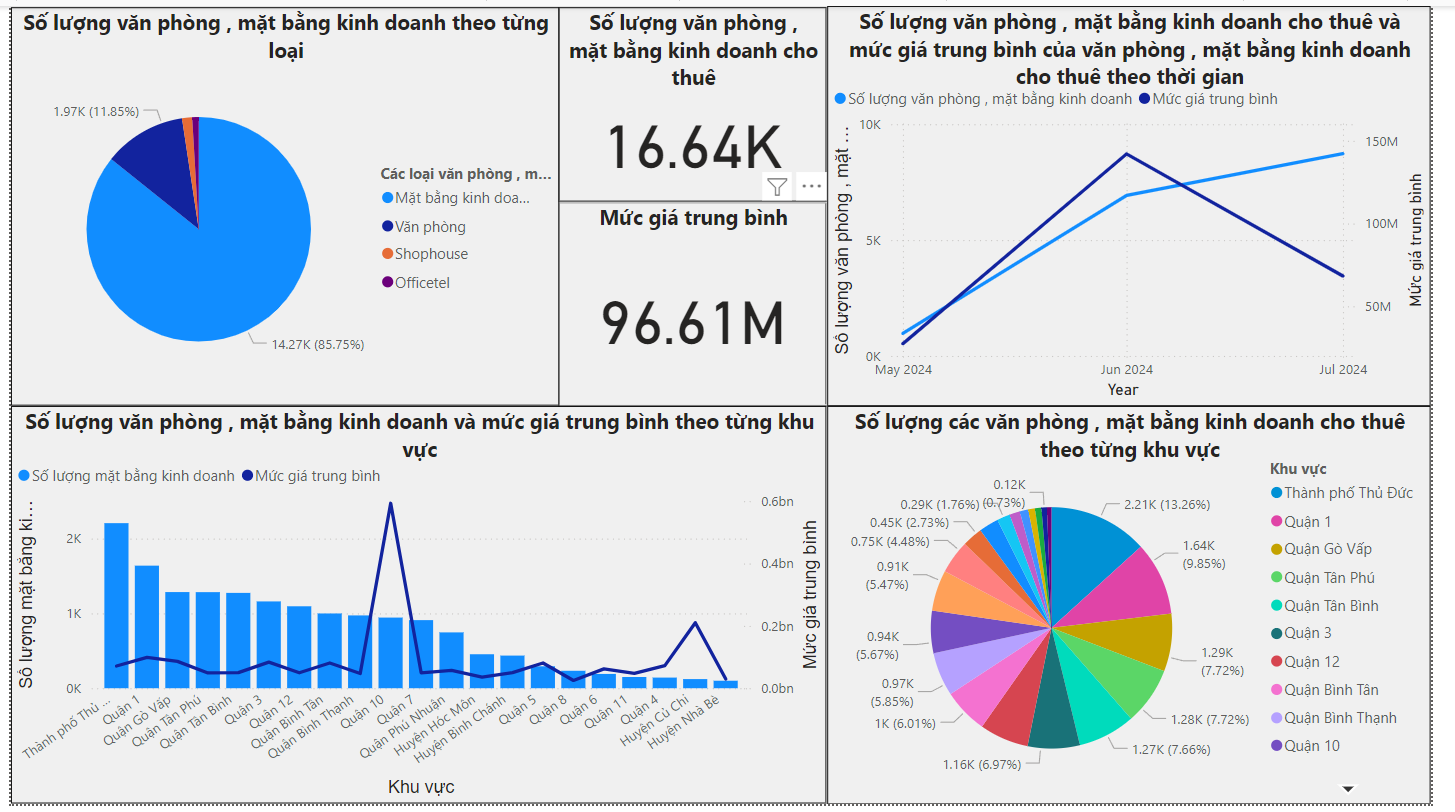 Số lượng văn phòng , mặt bằng kinh doanh theo từng
loại
1.97K (11.85%)
14.27K (85.75%)
Các loại văn phòng , m...
Mặt bằng kinh doa...
Văn phòng
Shophouse
Officetel
Số lượng văn phòng ,
mặt bằng kinh doanh cho
thuê
16.64K
Mức giá trung bình
96.61M
Số lượng văn phòng , mặt bằng kinh doanh cho thuê và
mức giá trung bình của văn phòng , mặt bằng kinh doanh
cho thuê theo thời gian
Số lượng văn phòng , mặt bằng kinh doanh
Mức giá trung bình
Số lượng văn phòng , mặt ...
10K
5K
0K
150M
100M
50M
Mức giá trung bình
May 2024
Jun 2024
Jul 2024
Year
Số lượng văn phòng , mặt bằng kinh doanh và mức giá trung bình theo từng khu
vực
Số lượng mặt bằng kinh doanh
Mức giá trung bình
Số lượng mặt bằng ki...
2K
1K
0K
0.6bn
0.4bn
0.2bn
0.0bn
Mức giá trung bình
Thành phố Thủ ...
Quận 1
Quận Gò Vấp
Quận Tân Phú
Quận Tân Bình
Quận 3
Quận 12
Quận Bình Tân
Quận Bình Thạnh
Quận 10
Quận 7
Quận Phú Nhuận
Huyện Hóc Môn
Huyện Bình Chánh
Quận 5
Quận 8
Quận 6
Quận 11
Quận 4
Huyện Củ Chi
Huyện Nhà Bè
Khu vực
Số lượng các văn phòng , mặt bằng kinh doanh cho thuê
theo từng khu vực
2.21K (13.26%)
1.64K
(9.85%)
1.29K
(7.72%)
1.28K (7.72%)
1.27K (7.66%)
1.16K (6.97%)
1K (6.01%)
0.97K
(5.85%)
0.94K
(5.67%)
0.91K
(5.47%)
0.75K (4.48%)
0.45K (2.73%)
0.29K (1.76%)
0.12K
(0.73%)
Khu vực
Thành phố Thủ Đức
Quận 1
Quận Gò Vấp
Quận Tân Phú
Quận Tân Bình
Quận 3
Quận 12
Quận Bình Tân
Quận Bình Thạnh
Quận 10